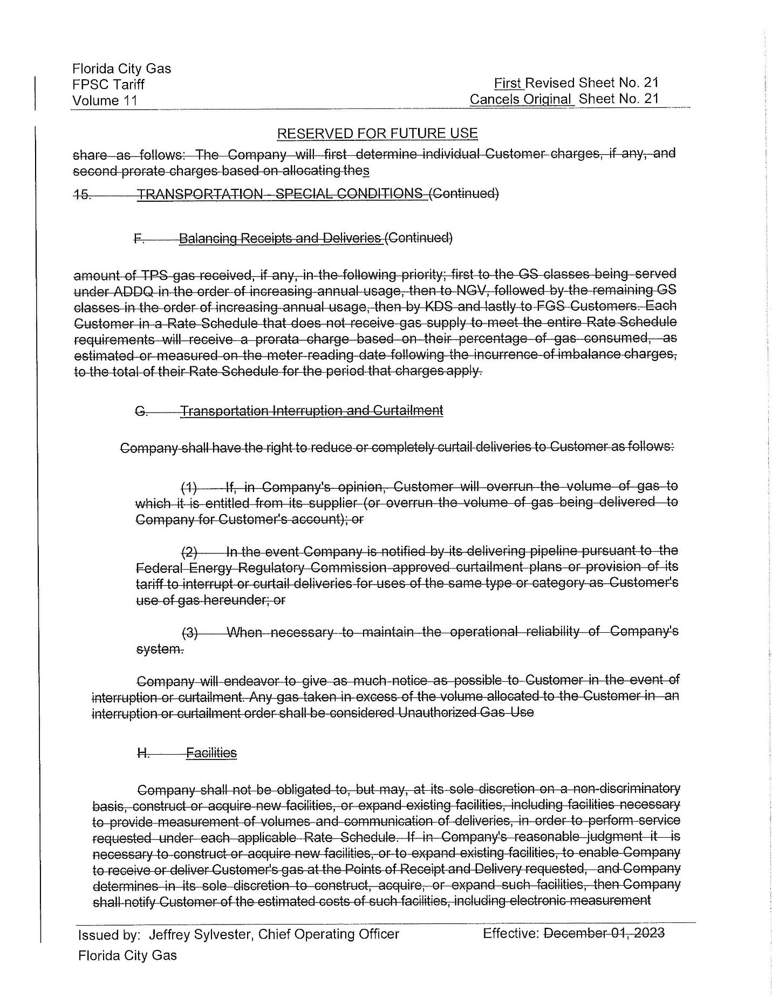 Florida City Gas
FPSC Tariff
Volume 11
First Revised Sheet No. 21
Cancels Original Sheet No. 21
RESERVED FOR FUTURE USE
share as follows: The Company will first determine individual Customer charges, if any, and
second prorate charges based on allocating thes
15. TRANSPORTATION - SPECIAL CONDITIONS (Continued)
F. Balancing Receipts and Deliveries (Continued)
amount of TPS gas received, if any, in the following priority; first to the GS classes being served
under ADDQ in the order of increasing annual usage, then to NGV, followed by the remaining GS
classes in the order of increasing annual usage, then by KDS and lastly to FGS Customers. Each
Customer in a Rate Schedule that does not receive gas supply to meet the entire Rate Schedule
requirements will receive a prorata charge based on their percentage of gas consumed, as
estimated or measured on the meter reading date following the incurrence of imbalance charges,
to the total of their Rate Schedule for the period that charges apply.
G. Transportation Interruption and Curtailment
Company shall have the right to reduce or completely curtail deliveries to Customer as follows:
(1) If, in Company's opinion, Customer will overrun the volume of gas to
which it is entitled from its supplier (or overrun the volume of gas being delivered to
Company for Customer's account); or
(2) In the event Company is notified by its delivering pipeline pursuant to the
Federal Energy Regulatory Commission approved curtailment plans or provision of its
tariff to interrupt or curtail deliveries for uses of the same type or category as Customer's
use of gas hereunder; or
(3) When necessary to maintain the operational reliability of Company's
system.
Company will endeavor to give as much notice as possible to Customer in the event of
interruption or curtailment. Any gas taken in excess of the volume allocated to the Customer in an
interruption or curtailment order shall be considered Unauthorized Gas Use
H. Facilities
Company shall not be obligated to, but may, at its sole discretion on a non-discriminatory
basis, construct or acquire new facilities, or expand existing facilities, including facilities necessary
to provide measurement of volumes and communication of deliveries, in order to perform service
requested under each applicable Rate Schedule. If in Company's reasonable judgment it is
necessary to construct or acquire new facilities, or to expand existing facilities, to enable Company
to receive or deliver Customer's gas at the Points of Receipt and Delivery requested, and Company
determines in its sole discretion to construct, acquire, or expand such facilities, then Company
shall notify Customer of the estimated costs of such facilities, including electronic measurement
Issued by: Jeffrey Sylvester, Chief Operating Officer
Effective: December 01, 2023
Florida City Gas